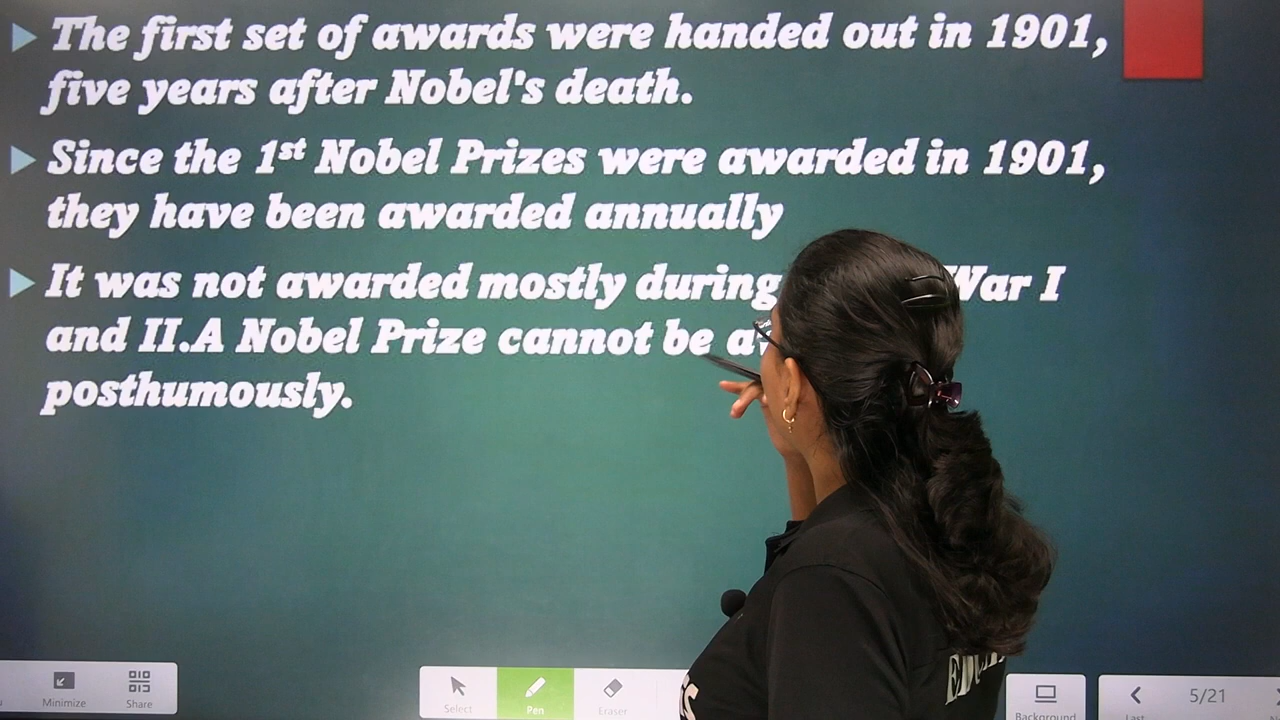 The first set of awards were handed out in 1901,
five years after Nobel's death.
Since the 1st Nobel Prizes were awarded in 1901,
they have been awarded annually
It was not awarded mostly during War I
and II.A Nobel Prize cannot be
posthumously.
Minimize Share Select Pen Eraser Background Last 5/21